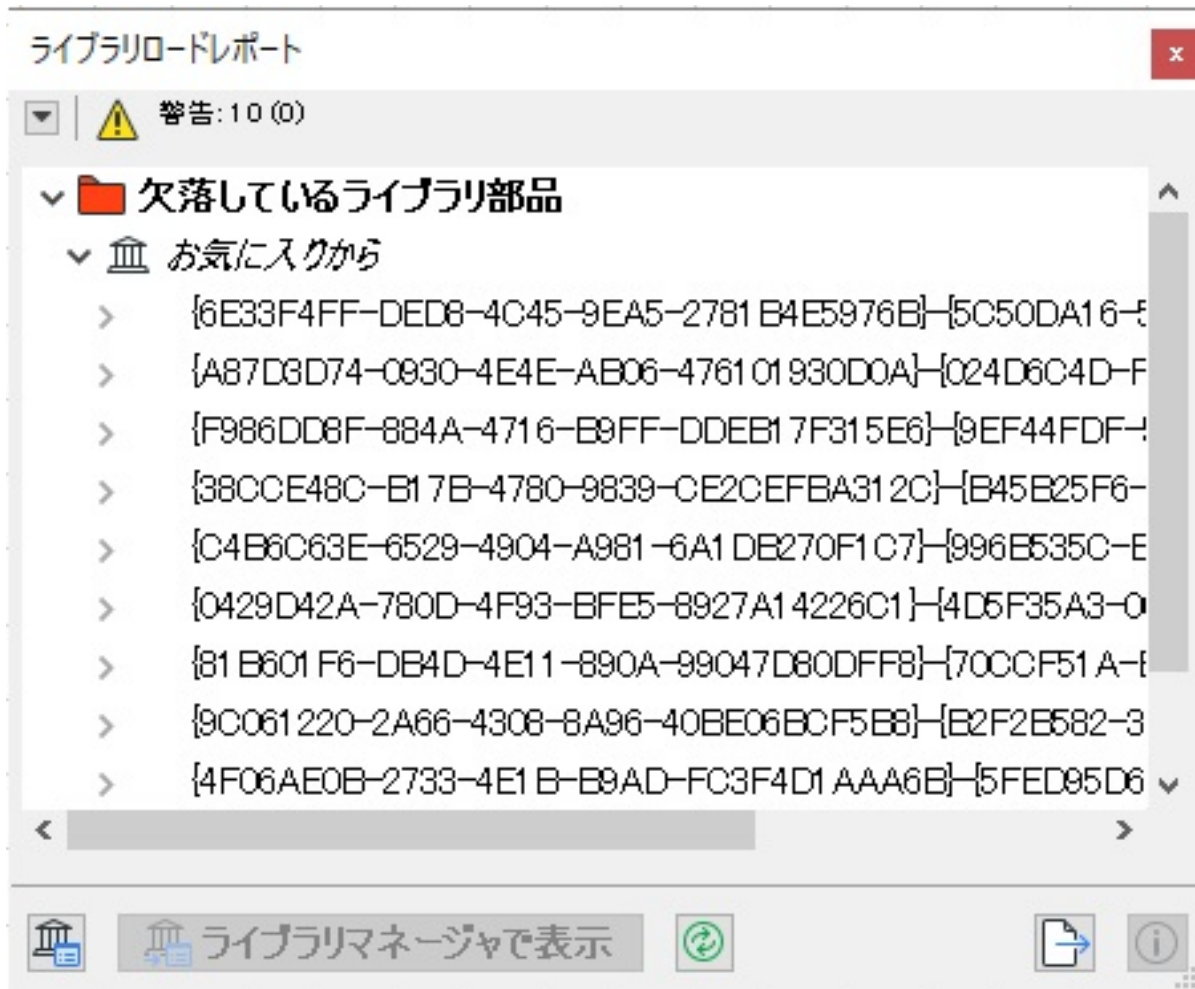 ライブラリロードレポート
x
警告:10 (0)
欠落しているライブラリ部品
お気に入りから
{6E33F4FF-DED8-4C45-9EA5-2781B4E5976B}-{5C50DA16-5
{A87D3D74-0930-4E4E-AB06-476101930D0A}-{024D6C4D-F
{F986DD8F-884A-4716-B9FF-DDEB17F315E6}-{9EF44FDF-
{38CCE48C-B17B-4780-9839-CE2CEFBA312C}-{B45B25F6-
{C4B6C63E-6529-4904-A981-6A1DB270F1C7}-{996B535C-E
{0429D42A-780D-4F93-BFE5-8927A14226C1}-{4D5F35A3-0
{81B601F6-DB4D-4E11-890A-99047D80DFF8}-{70CCF51A-E
{9C061220-2A66-4308-8A96-40BE06BCF5B8}-{B2F2B582-3
{4F06AE0B-2733-4E1B-B9AD-FC3F4D1AAA6B}-{5FED95D6
ライブラリマネージャで表示